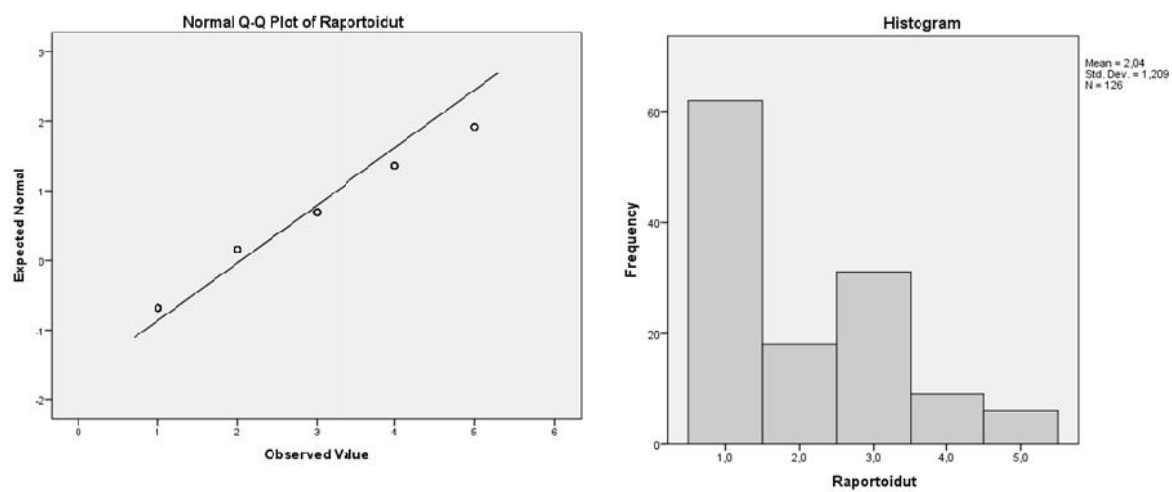 Normal Q-Q Plot of Raportoidut
Expected Normal
3
2
1
0
-1
-2
0 1 2 3 4 5 6
Observed Value
Histogram
Mean = 2,04
Std. Dev. = 1,209
N = 126
Frequency
60
40
20
0
1,0 2,0 3,0 4,0 5,0
Raportoidut